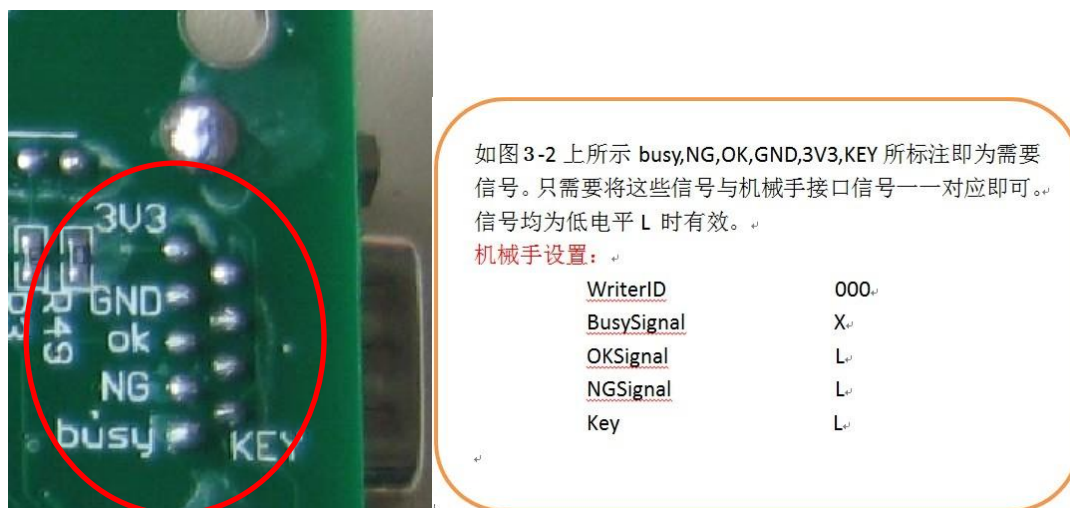 3V3
GND
ok
NG
busy
KEY
R49
如图3-2 上所示 busy,NG,OK,GND,3V3,KEY 所标注即为需要
信号。只需要将这些信号与机械手接口信号一一对应即可。
信号均为低电平 L 时有效。
机械手设置：
WriterID 000
BusySignal X
OKSignal L
NGSignal L
Key L